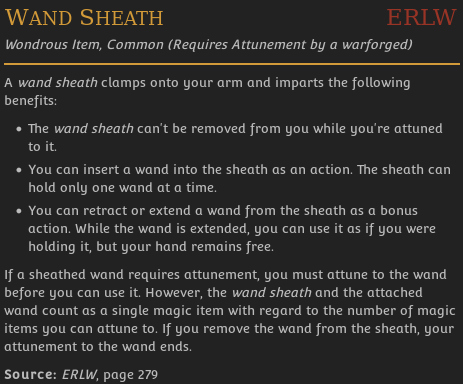 Wand Sheath ERLW
Wondrous Item, Common (Requires Attunement by a warforged)
A wand sheath clamps onto your arm and imparts the following
benefits:
• The wand sheath can't be removed from you while you're attuned
to it.
• You can insert a wand into the sheath as an action. The sheath can
hold only one wand at a time.
• You can retract or extend a wand from the sheath as a bonus
action. While the wand is extended, you can use it as if you were
holding it, but your hand remains free.
If a sheathed wand requires attunement, you must attune to the wand
before you can use it. However, the wand sheath and the attached
wand count as a single magic item with regard to the number of magic
items you can attune to. If you remove the wand from the sheath, your
attunement to the wand ends.
Source: ERLW, page 279